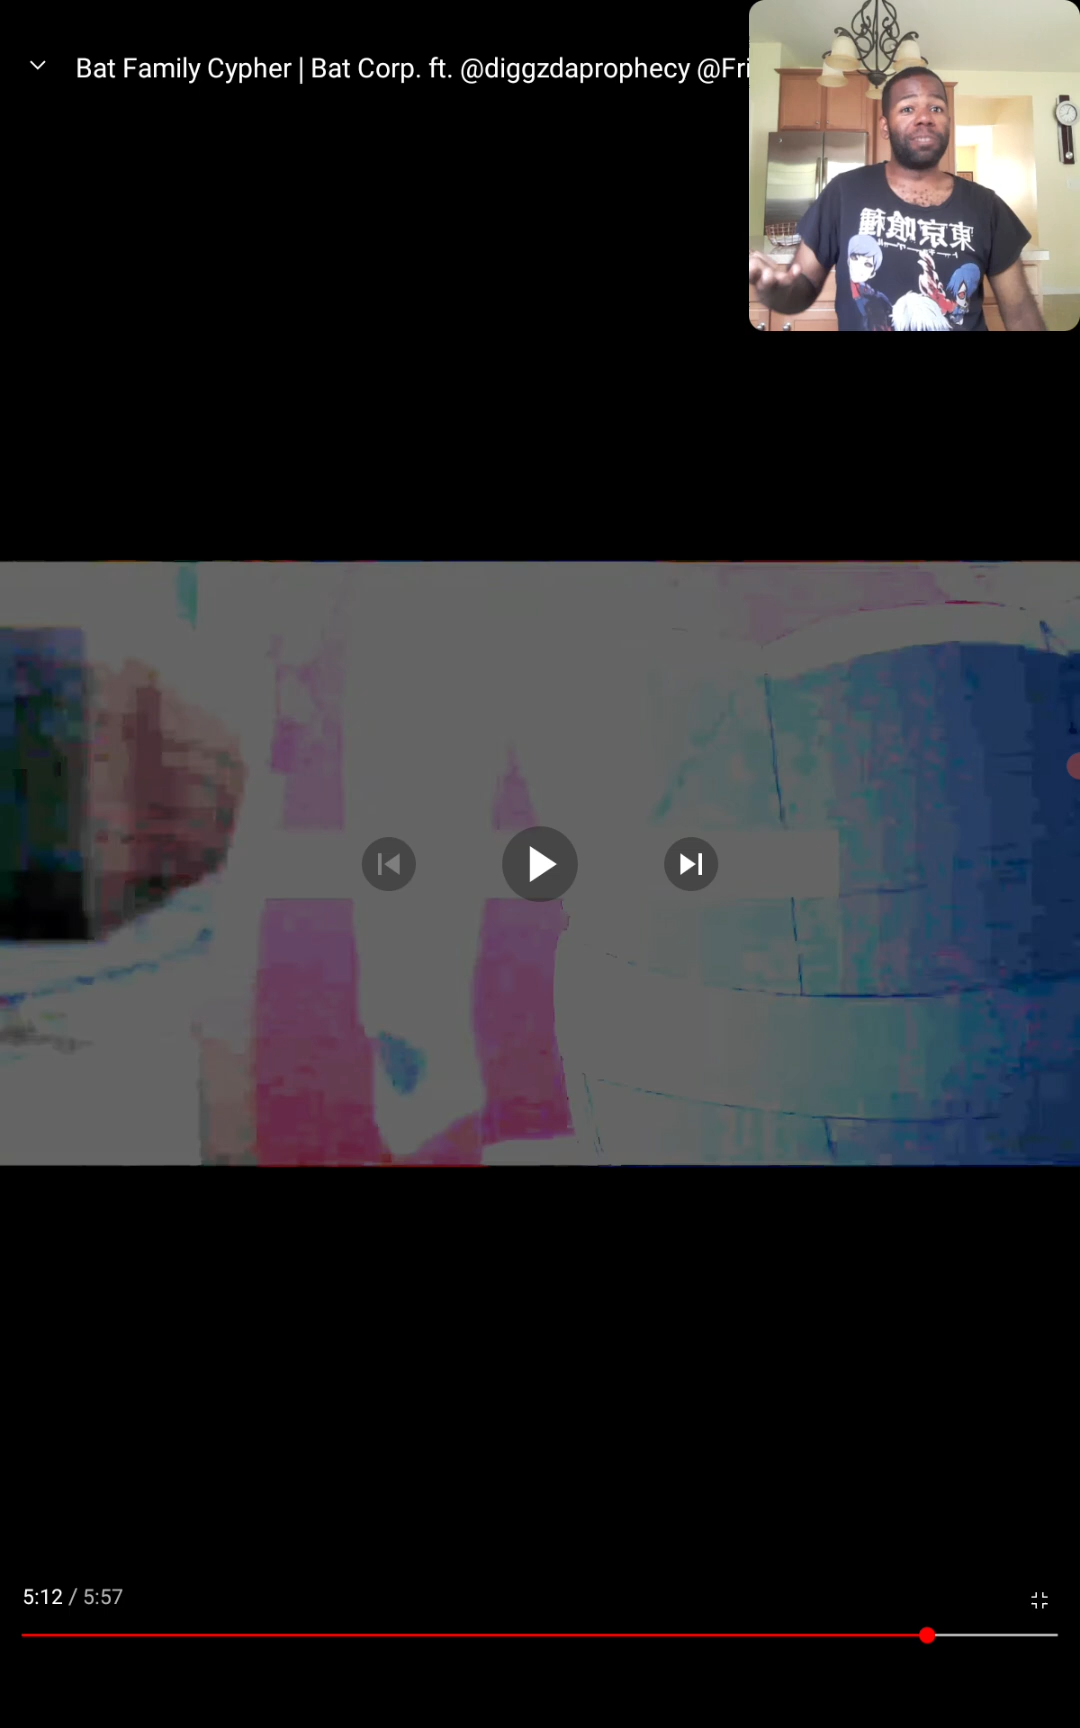 Bat Family Cypher | Bat Corp. ft. @diggzdaprophecy @Fri
東京喰種
5:12 / 5:57